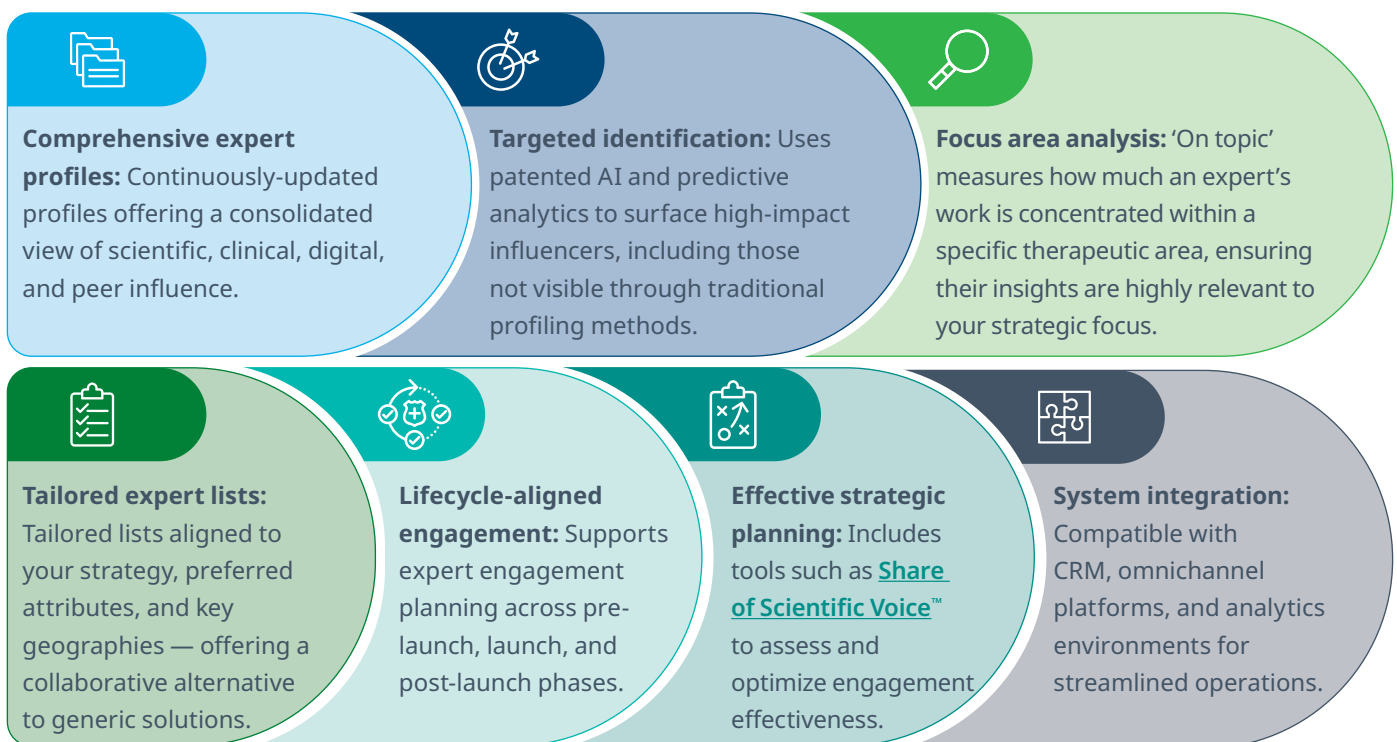 Comprehensive expert
profiles: Continuously-updated
profiles offering a consolidated
view of scientific, clinical, digital,
and peer influence.
Targeted identification: Uses
patented AI and predictive
analytics to surface high-impact
influencers, including those
not visible through traditional
profiling methods.
Focus area analysis: ‘On topic’
measures how much an expert’s
work is concentrated within a
specific therapeutic area, ensuring
their insights are highly relevant to
your strategic focus.
Tailored expert lists:
Tailored lists aligned to
your strategy, preferred
attributes, and key
geographies — offering a
collaborative alternative
to generic solutions.
Lifecycle-aligned
engagement: Supports
expert engagement
planning across pre-
launch, launch, and
post-launch phases.
Effective strategic
planning: Includes
tools such as Share
of Scientific Voice™
to assess and
optimize engagement
effectiveness.
System integration:
Compatible with
CRM, omnichannel
platforms, and analytics
environments for
streamlined operations.